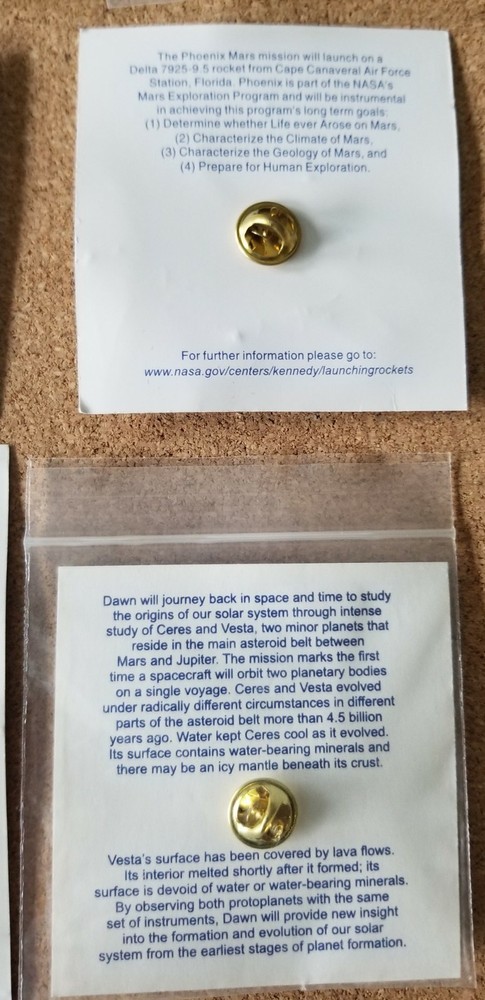 The Phoenix Mars mission will launch on a
Delta 7925-9.5 rocket from Cape Canaveral Air Force
Station, Florida. Phoenix is part of the NASA's
Mars Exploration Program and will be instrumental
in achieving this program's long term goals:
(1) Determine whether Life ever Arose on Mars,
(2) Characterize the Climate of Mars,
(3) Characterize the Geology of Mars, and
(4) Prepare for Human Exploration.
For further information please go to:
www.nasa.gov/centers/kennedy/launchingrockets
Dawn will journey back in space and time to study
the origins of our solar system through intense
study of Ceres and Vesta, two minor planets that
reside in the main asteroid belt between
Mars and Jupiter. The mission marks the first
time a spacecraft will orbit two planetary bodies
on a single voyage. Ceres and Vesta evolved
under radically different circumstances in different
parts of the asteroid belt more than 4.5 billion
years ago. Water kept Ceres cool as it evolved.
Its surface contains water-bearing minerals and
there may be an icy mantle beneath its crust.
Vesta's surface has been covered by lava flows.
Its interior melted shortly after it formed; its
surface is devoid of water or water-bearing minerals.
By observing both protoplanets with the same
set of instruments, Dawn will provide new insight
into the formation and evolution of our solar
system from the earliest stages of planet formation.